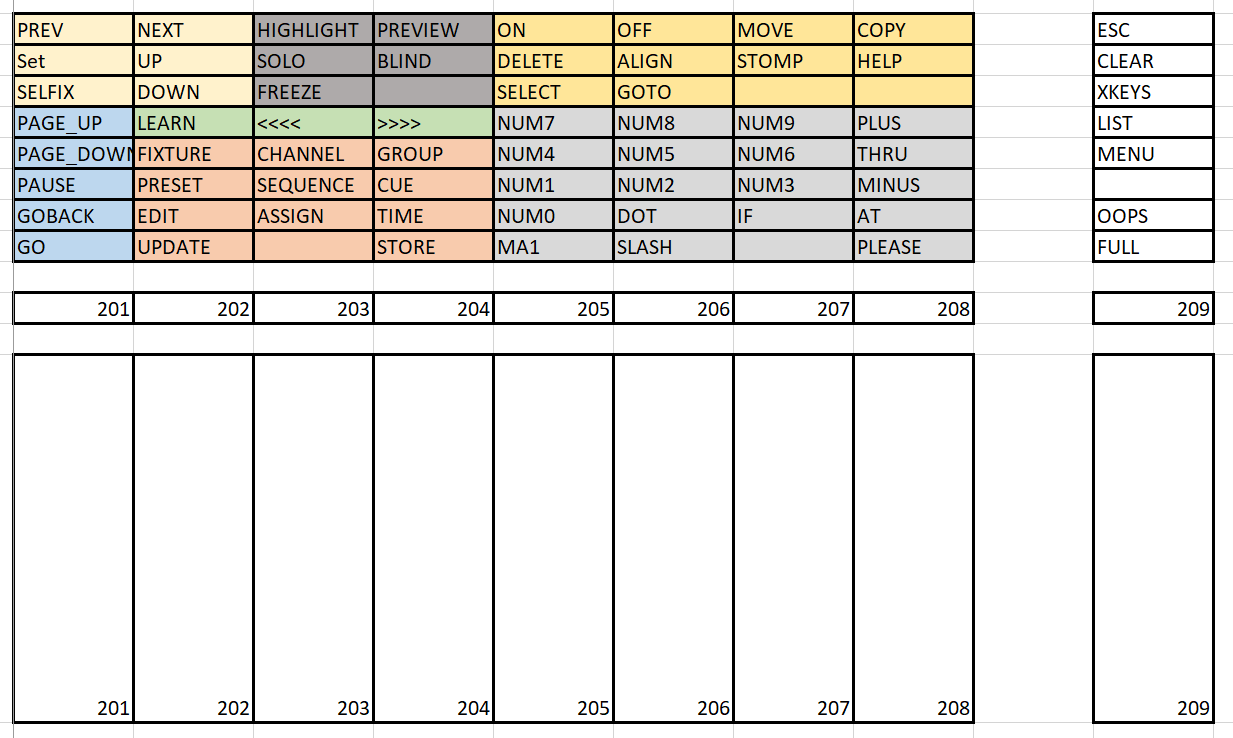 PREV NEXT HIGHLIGHT PREVIEW ON OFF MOVE COPY ESC
Set UP SOLO BLIND DELETE ALIGN STOMP HELP CLEAR
SELFIX DOWN FREEZE SELECT GOTO XKEYS
PAGE_UP LEARN <<<< >>>> NUM7 NUM8 NUM9 PLUS LIST
PAGE_DOWN FIXTURE CHANNEL GROUP NUM4 NUM5 NUM6 THRU MENU
PAUSE PRESET SEQUENCE CUE NUM1 NUM2 NUM3 MINUS
GOBACK EDIT ASSIGN TIME NUM0 DOT IF AT OOPS
GO UPDATE STORE MA1 SLASH PLEASE FULL
201 202 203 204 205 206 207 208 209
201 202 203 204 205 206 207 208 209